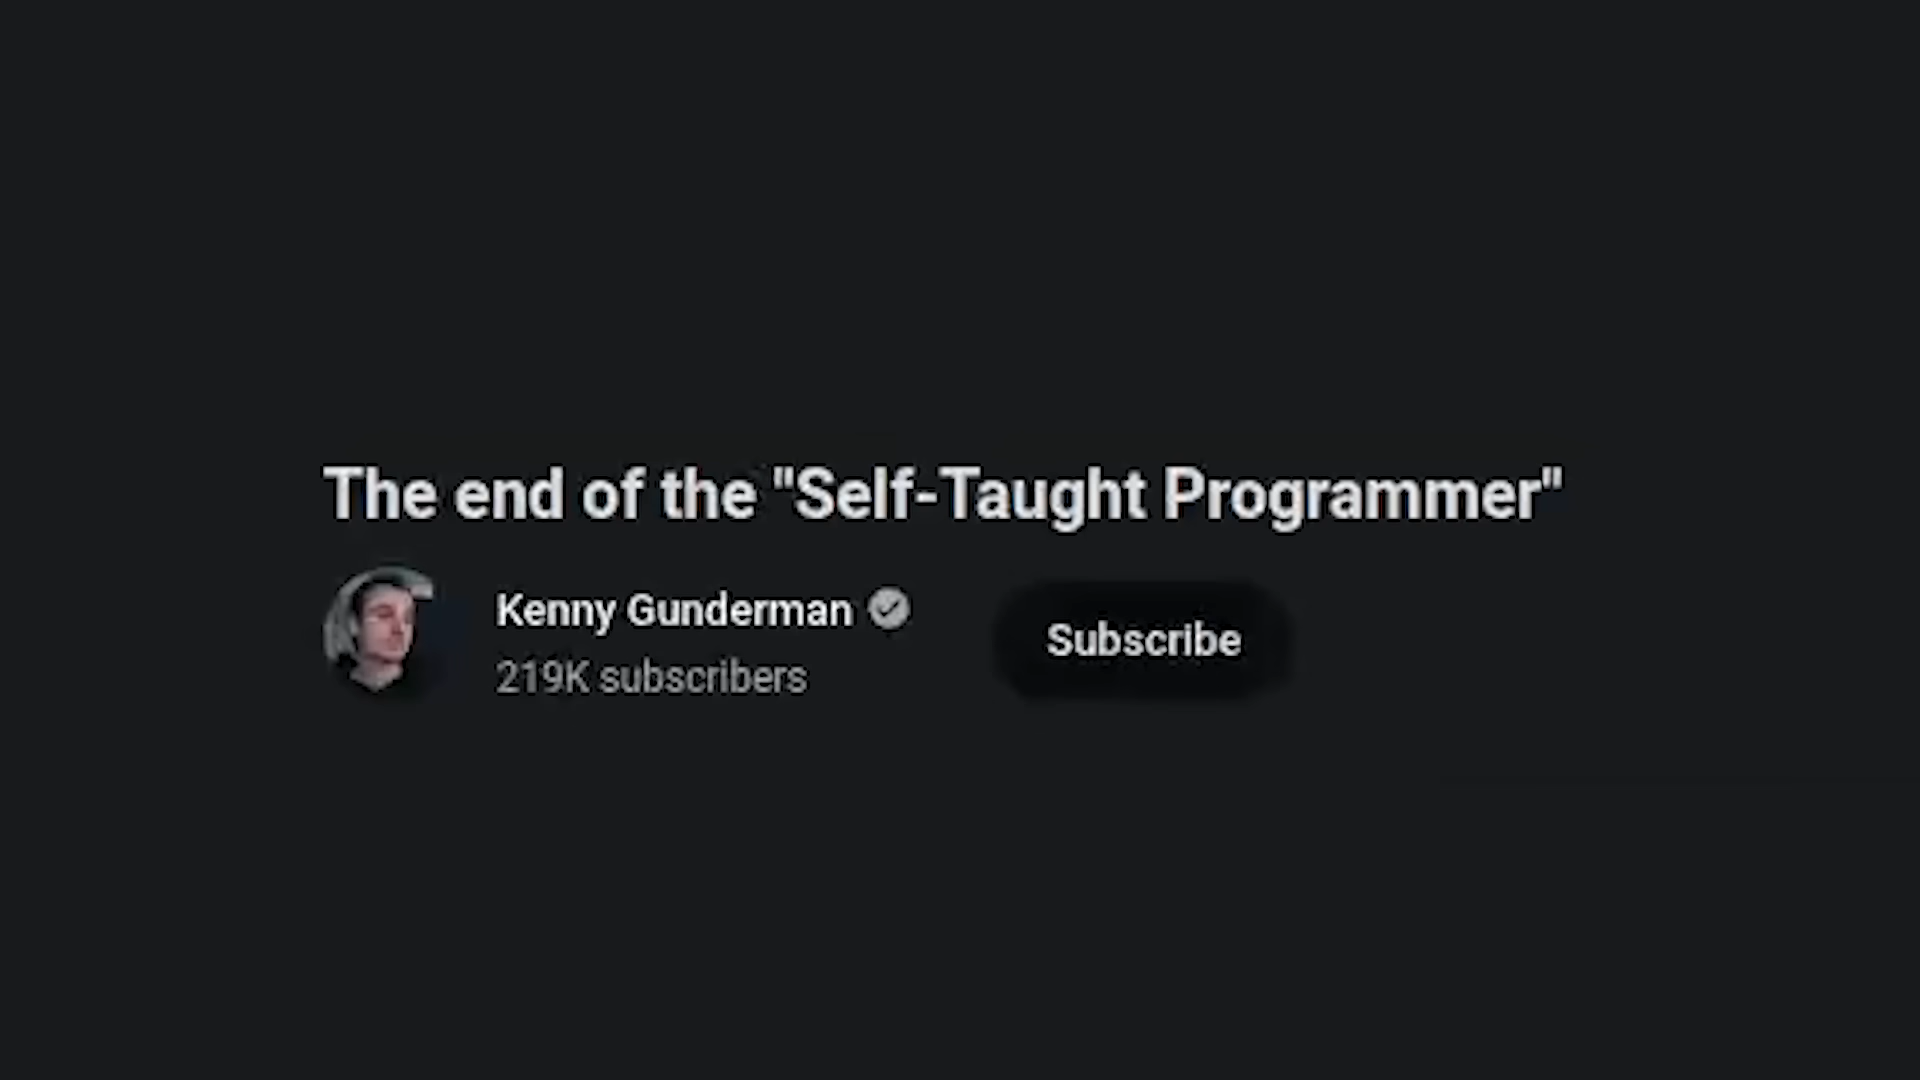 The end of the "Self-Taught Programmer"
Kenny Gunderman
219K subscribers
Subscribe